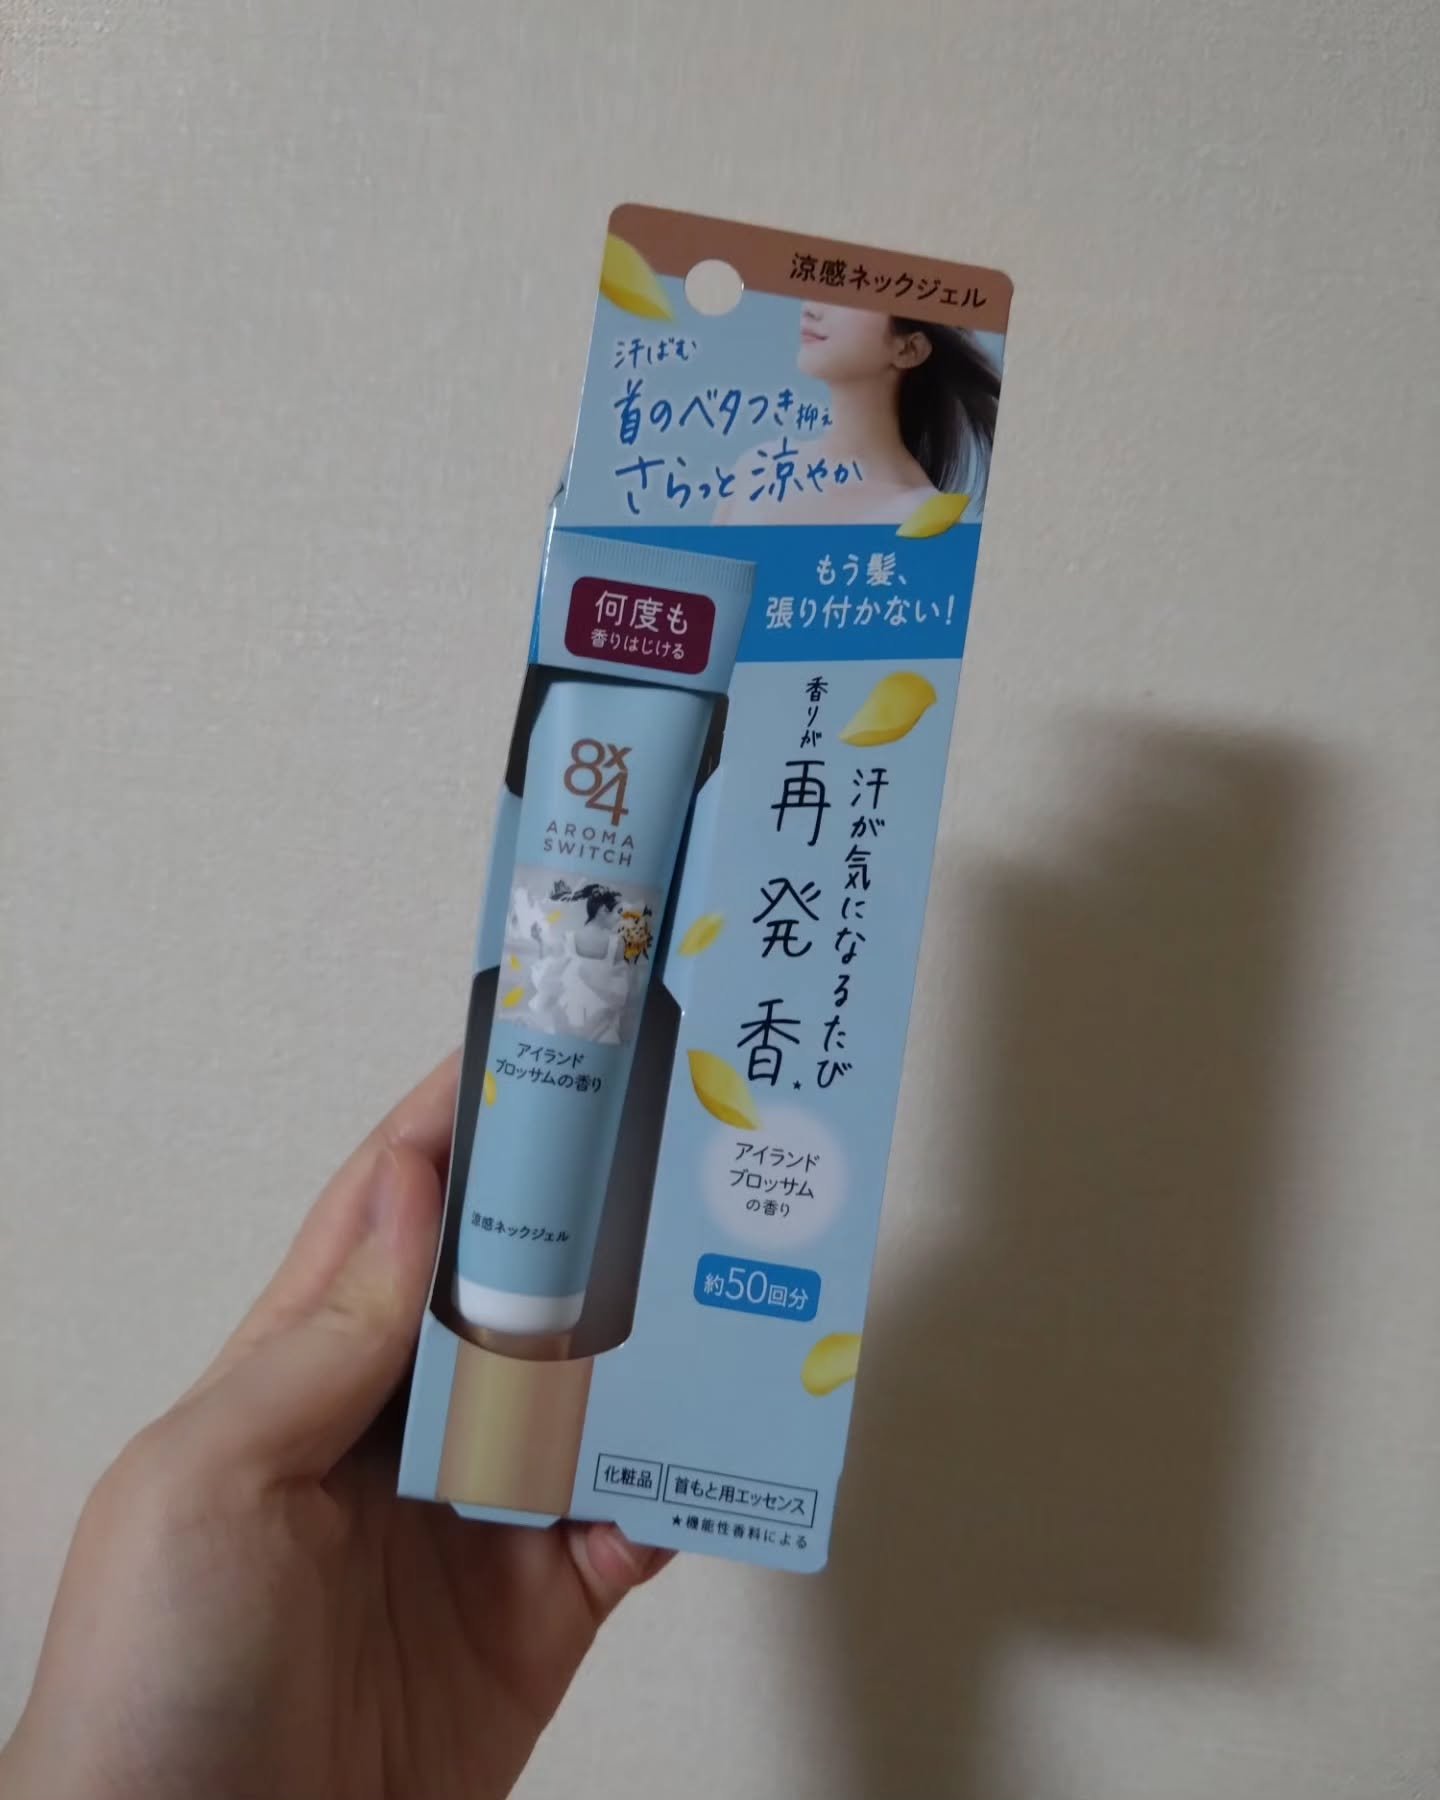 涼感ネックジェル
汗ばむ
首のベタつき抑え
さらっと涼やか
もう髪、
張り付かない!
何度も
香りはじける
汗が気になるたび
香りが再発香★
8x4
AROMA
SWITCH
アイランド
ブロッサムの香り
涼感ネックジェル
アイランド
ブロッサム
の香り
約50回分
化粧品
首もと用エッセンス
★機能性香料による